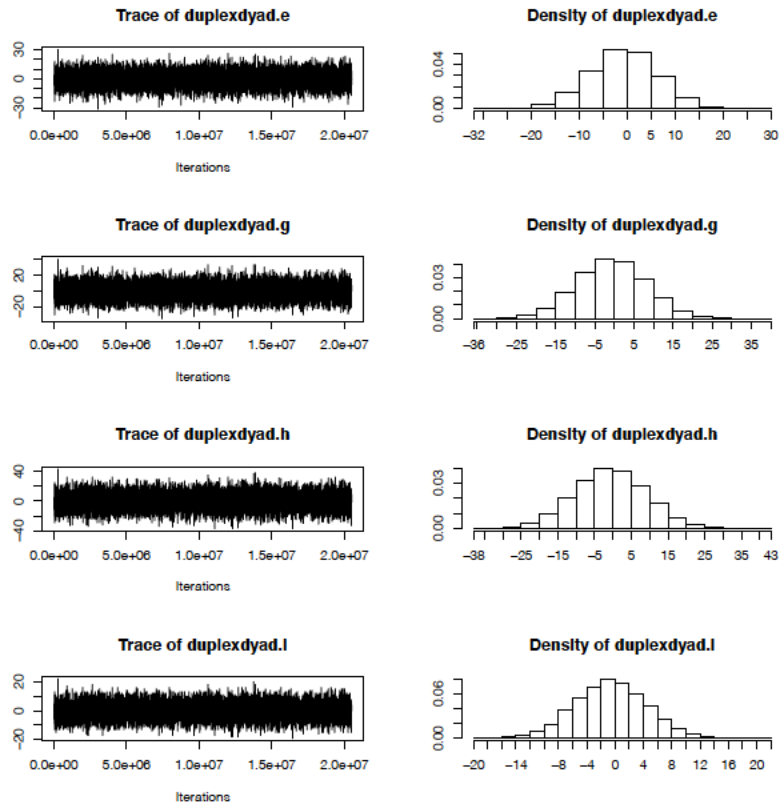 Trace of duplexdyad.e
Density of duplexdyad.e
30
0
-30
0.04
0.00
0.0e+00 5.0e+06 1.0e+07 1.5e+07 2.0e+07
-32 -20 -10 0 5 10 20 30
Iterations
Trace of duplexdyad.g
Density of duplexdyad.g
20
-20
0.03
0.00
0.0e+00 5.0e+06 1.0e+07 1.5e+07 2.0e+07
-36 -25 -15 -5 5 15 25 35
Iterations
Trace of duplexdyad.h
Density of duplexdyad.h
40
0
-40
0.03
0.00
0.0e+00 5.0e+06 1.0e+07 1.5e+07 2.0e+07
-38 -25 -15 -5 5 15 25 43
Iterations
Trace of duplexdyad.l
Density of duplexdyad.l
20
0
-20
0.06
0.00
0.0e+00 5.0e+06 1.0e+07 1.5e+07 2.0e+07
-20 -14 -8 -4 0 4 8 12 20
Iterations